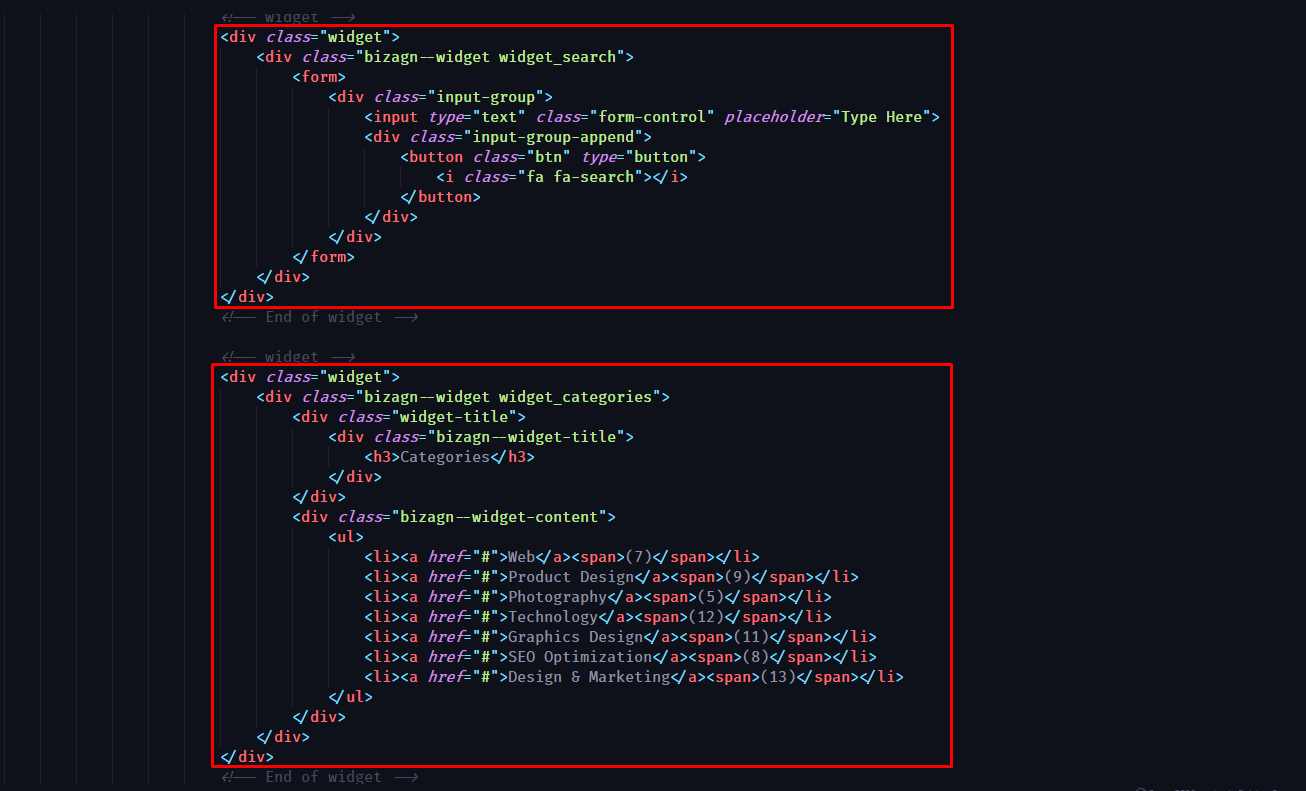 <!-- widget -->
<div class="widget">
<div class="bizagn--widget widget_search">
<form>
<div class="input-group">
<input type="text" class="form-control" placeholder="Type Here">
<div class="input-group-append">
<button class="btn" type="button">
<i class="fa fa-search"></i>
</button>
</div>
</div>
</form>
</div>
</div>
<!-- End of widget -->
<!-- widget -->
<div class="widget">
<div class="bizagn--widget widget_categories">
<div class="widget-title">
<div class="bizagn--widget-title">
<h3>Categories</h3>
</div>
</div>
<div class="bizagn--widget-content">
<ul>
<li><a href="#">Web</a><span>(7)</span></li>
<li><a href="#">Product Design</a><span>(9)</span></li>
<li><a href="#">Photography</a><span>(5)</span></li>
<li><a href="#">Technology</a><span>(12)</span></li>
<li><a href="#">Graphics Design</a><span>(11)</span></li>
<li><a href="#">SEO Optimization</a><span>(8)</span></li>
<li><a href="#">Design & Marketing</a><span>(13)</span></li>
</ul>
</div>
</div>
</div>
<!-- End of widget -->